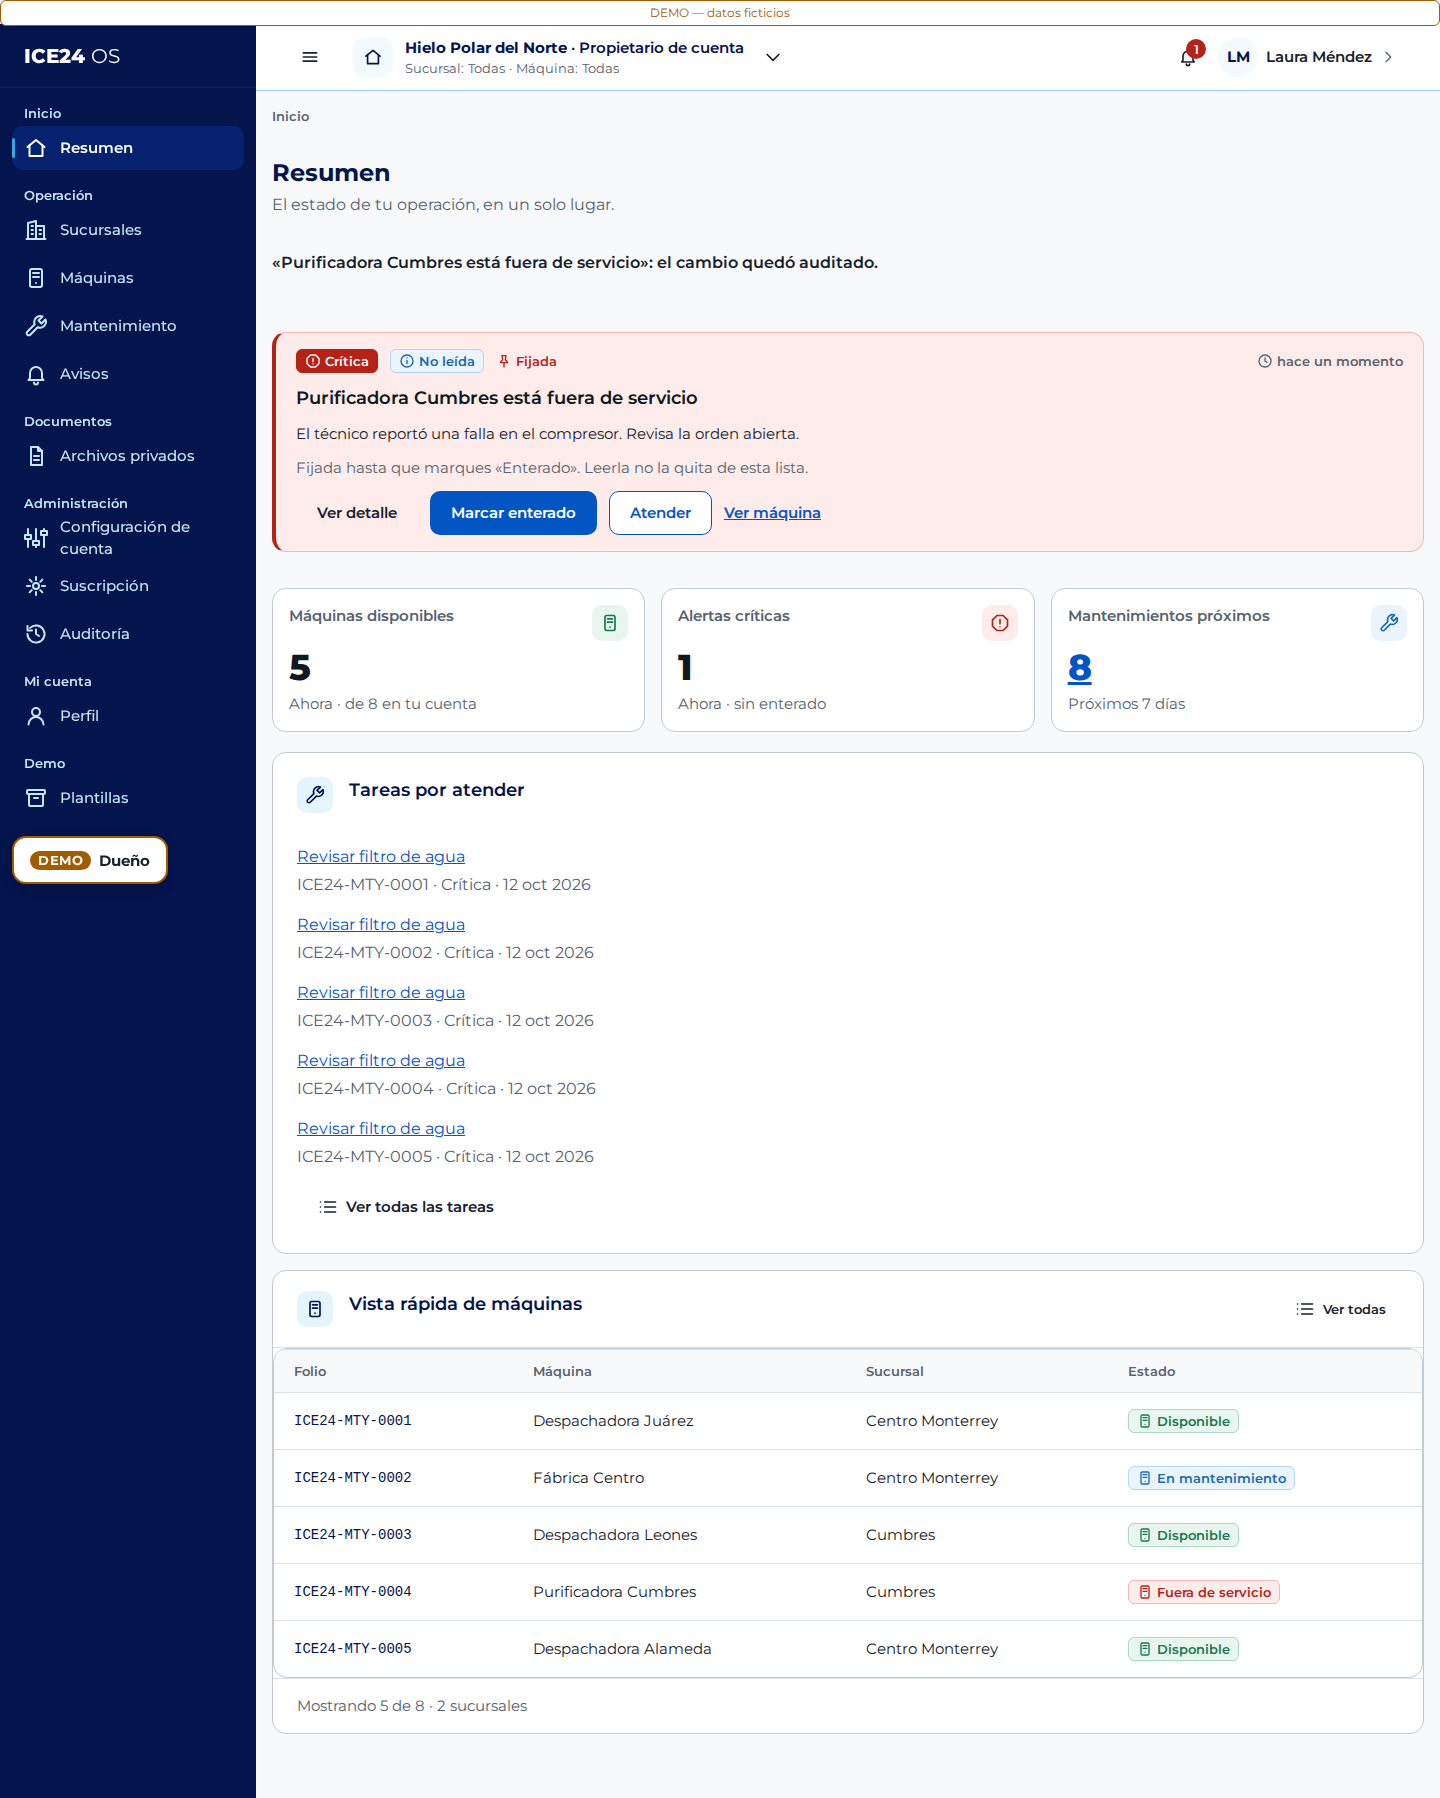 DEMO — datos ficticios
ICE24 OS
Inicio
Resumen
Operación
Sucursales
Máquinas
Mantenimiento
Avisos
Documentos
Archivos privados
Administración
Configuración de
cuenta
Suscripción
Auditoría
Mi cuenta
Perfil
Demo
Plantillas
DEMO Dueño
Hielo Polar del Norte · Propietario de cuenta
Sucursal: Todas · Máquina: Todas
1
LM Laura Méndez
Inicio
Resumen
El estado de tu operación, en un solo lugar.
«Purificadora Cumbres está fuera de servicio»: el cambio quedó auditado.
Crítica No leída Fijada hace un momento
Purificadora Cumbres está fuera de servicio
El técnico reportó una falla en el compresor. Revisa la orden abierta.
Fijada hasta que marques «Enterado». Leerla no la quita de esta lista.
Ver detalle Marcar enterado Atender Ver máquina
Máquinas disponibles
5
Ahora · de 8 en tu cuenta
Alertas críticas
1
Ahora · sin enterado
Mantenimientos próximos
8
Próximos 7 días
Tareas por atender
Revisar filtro de agua
ICE24-MTY-0001 · Crítica · 12 oct 2026
Revisar filtro de agua
ICE24-MTY-0002 · Crítica · 12 oct 2026
Revisar filtro de agua
ICE24-MTY-0003 · Crítica · 12 oct 2026
Revisar filtro de agua
ICE24-MTY-0004 · Crítica · 12 oct 2026
Revisar filtro de agua
ICE24-MTY-0005 · Crítica · 12 oct 2026
Ver todas las tareas
Vista rápida de máquinas
Ver todas
Folio Máquina Sucursal Estado
ICE24-MTY-0001 Despachadora Juárez Centro Monterrey Disponible
ICE24-MTY-0002 Fábrica Centro Centro Monterrey En mantenimiento
ICE24-MTY-0003 Despachadora Leones Cumbres Disponible
ICE24-MTY-0004 Purificadora Cumbres Cumbres Fuera de servicio
ICE24-MTY-0005 Despachadora Alameda Centro Monterrey Disponible
Mostrando 5 de 8 · 2 sucursales